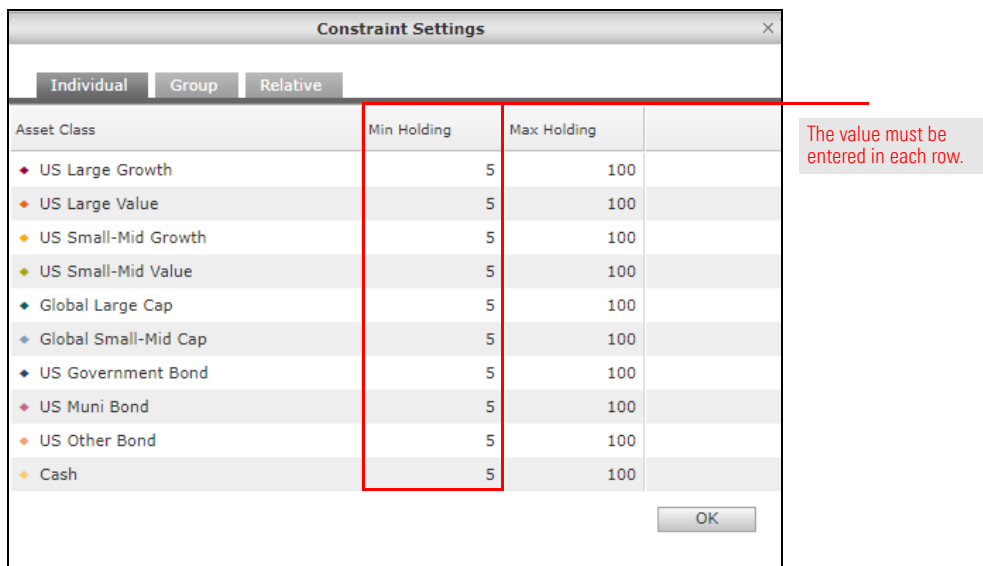 Constraint Settings ×
Individual Group Relative
Asset Class Min Holding Max Holding
US Large Growth 5 100
US Large Value 5 100
US Small-Mid Growth 5 100
US Small-Mid Value 5 100
Global Large Cap 5 100
Global Small-Mid Cap 5 100
US Government Bond 5 100
US Muni Bond 5 100
US Other Bond 5 100
Cash 5 100
OK
The value must be
entered in each row.